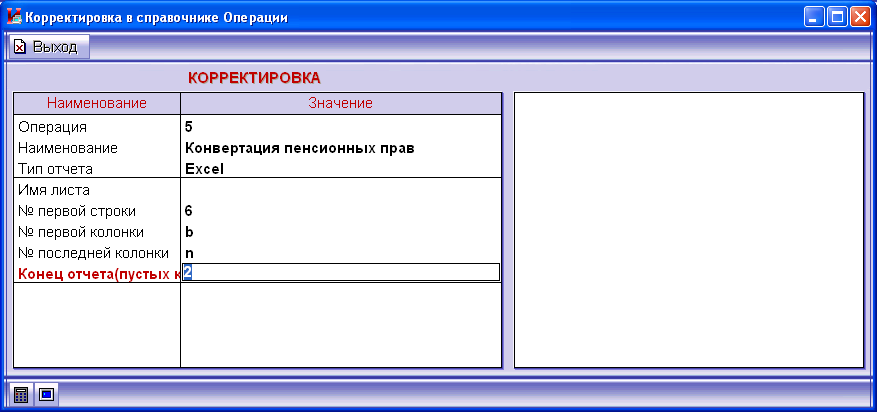 Корректировка в справочнике Операции
Выход
КОРРЕКТИРОВКА
Наименование Значение
Операция 5
Наименование Конвертация пенсионных прав
Тип отчета Excel
Имя листа
№ первой строки 6
№ первой колонки b
№ последней колонки n
Конец отчета(пустых к 2